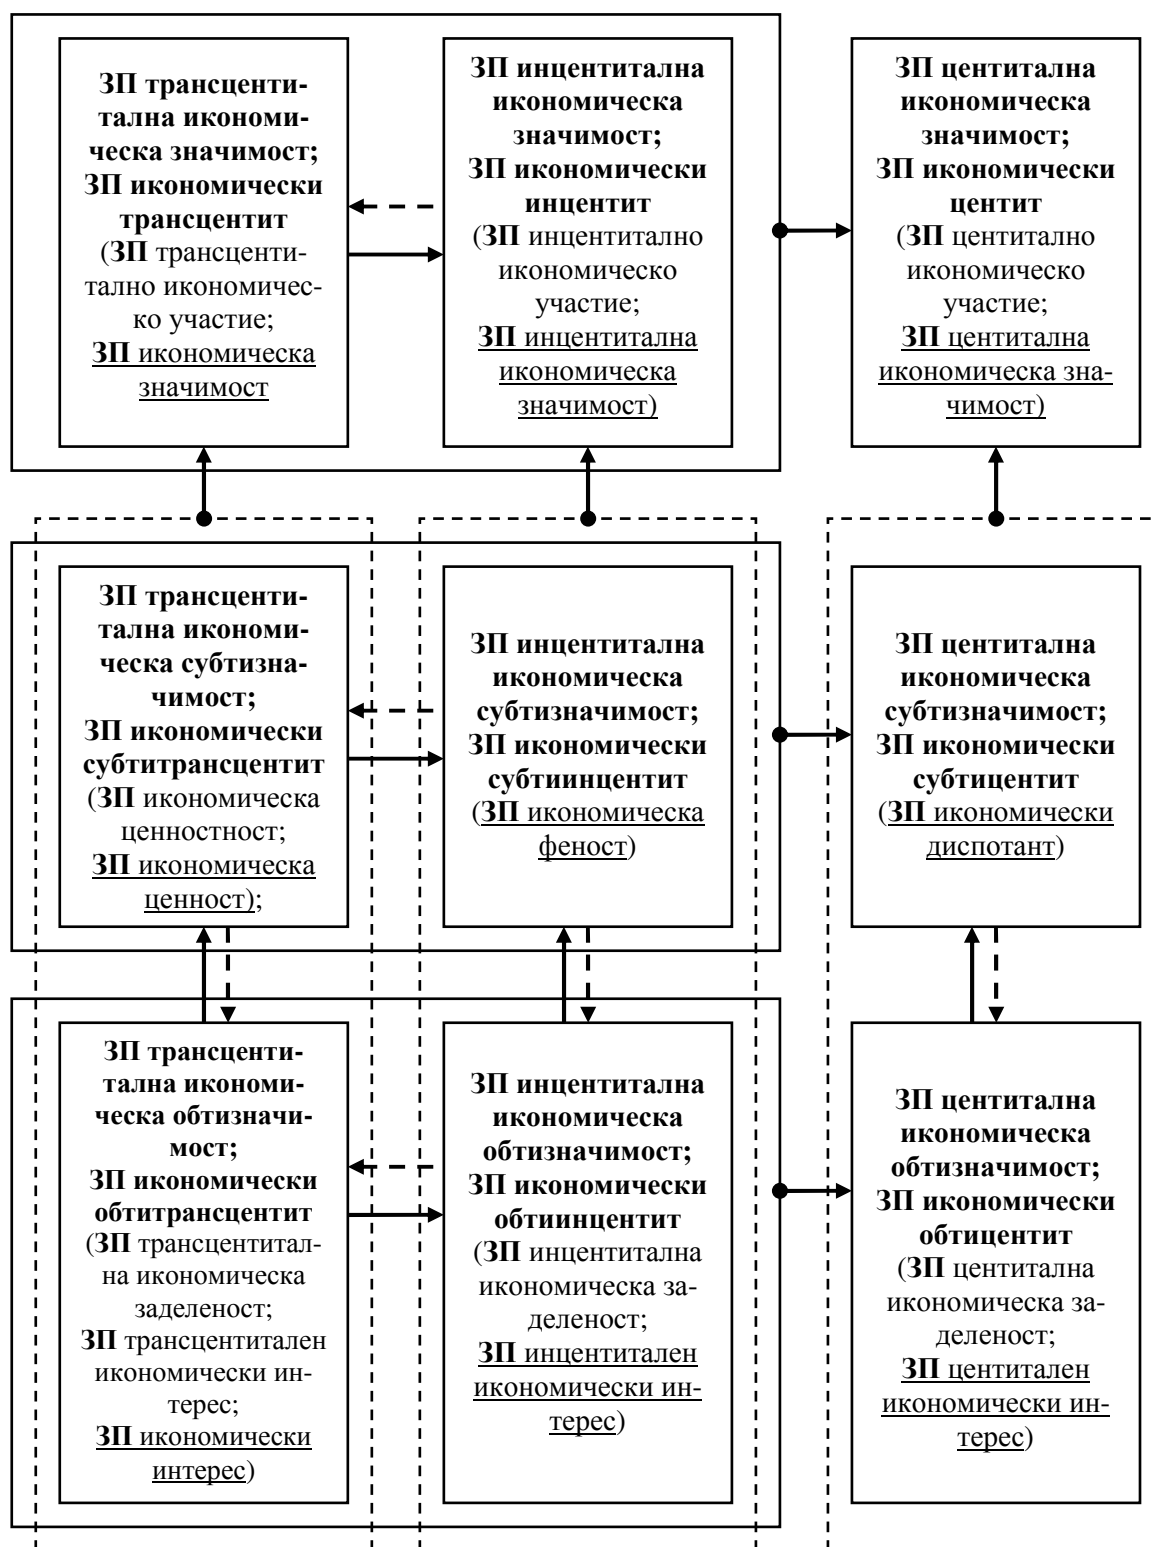 ЗП трансценти-
тална икономи-
ческа значимост;
ЗП икономически
трансцентит
(ЗП трансценти-
тално икономичес-
ко участие;
ЗП икономическа
значимост
ЗП инцентитална
икономическа
значимост;
ЗП икономически
инцентит
(ЗП инцентитално
икономическо
участие;
ЗП инцентитална
икономическа
значимост)
ЗП центитална
икономическа
значимост;
ЗП икономически
центит
(ЗП центитално
икономическо
участие;
ЗП центитална
икономическа зна-
чимост)
ЗП трансценти-
тална икономи-
ческа субтизна-
чимост;
ЗП икономически
субтитрансцентит
(ЗП икономическа
ценностност;
ЗП икономическа
ценност);
ЗП инцентитална
икономическа
субтизначимост;
ЗП икономически
субтиинцентит
(ЗП икономическа
феност)
ЗП центитална
икономическа
субтизначимост;
ЗП икономически
субтицентит
(ЗП икономически
диспотант)
ЗП трансценти-
тална икономи-
ческа обтизначи-
мост;
ЗП икономически
обтитрансцентит
(ЗП трансцентитал-
на икономическа
заделеност;
ЗП трансцентитален
икономически ин-
терес;
ЗП икономически
интерес)
ЗП инцентитална
икономическа
обтизначимост;
ЗП икономически
обтиинцентит
(ЗП инцентитална
икономическа за-
деленост;
ЗП инцентитален
икономически ин-
терес)
ЗП центитална
икономическа
обтизначимост;
ЗП икономически
обтицентит
(ЗП центитална
икономическа за-
деленост;
ЗП центитален
икономически ин-
терес)